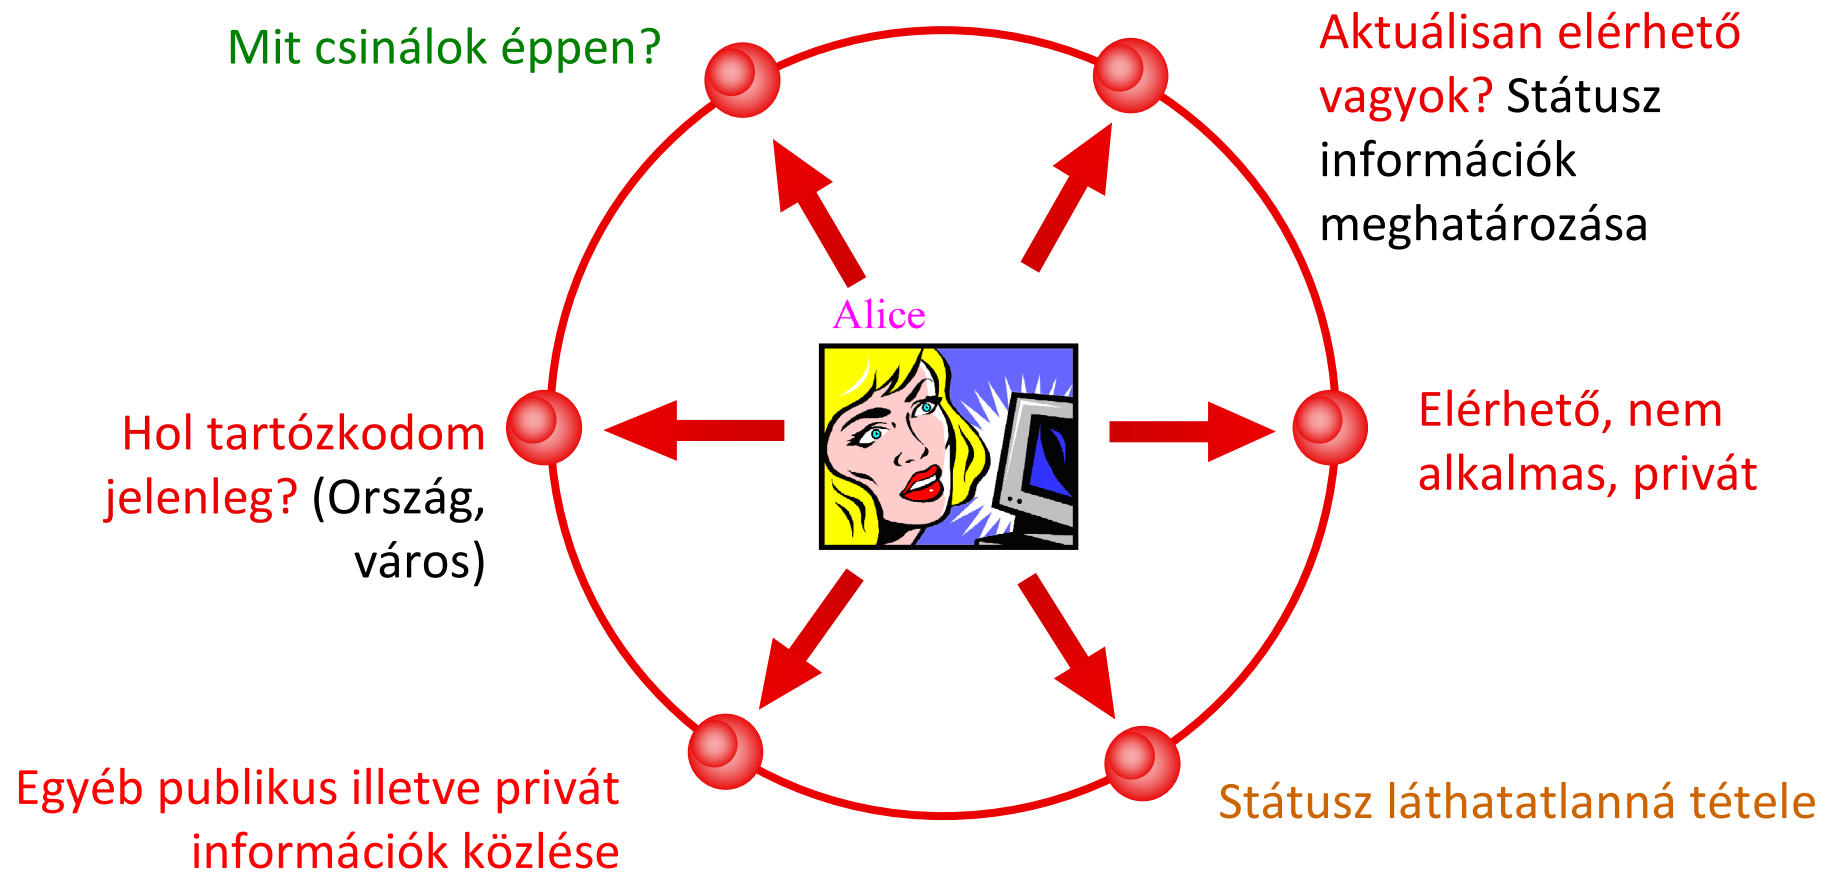 Mit csinálok éppen?
Aktuálisan elérhető
vagyok? Státusz
információk
meghatározása
Alice
Hol tartózkodom
jelenleg? (Ország,
város)
Elérhető, nem
alkalmas, privát
Egyéb publikus illetve privát
információk közlése
Státusz láthatatlanná tétele